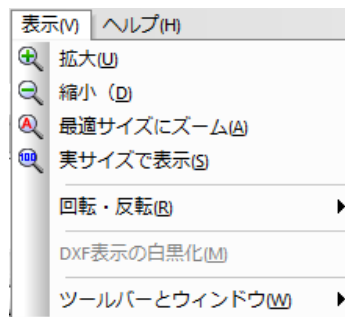 表示(V) ヘルプ(H)
拡大(U)
縮小（D)
最適サイズにズーム(A)
実サイズで表示(S)
回転・反転(R)
DXF表示の白黒化(M)
ツールバーとウィンドウ(W)